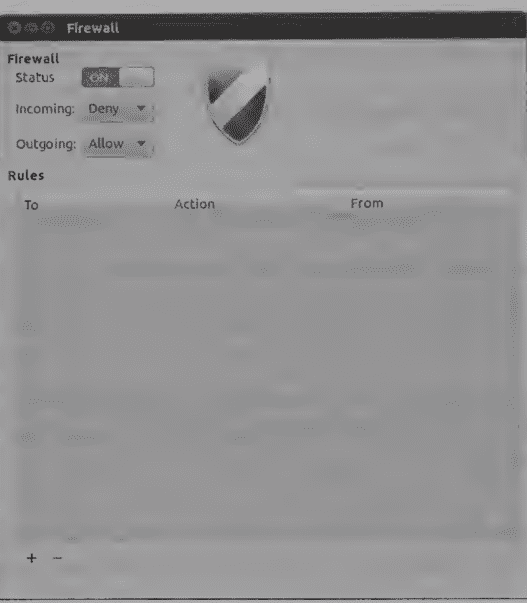 Firewall
Firewall
Status ON
Incoming: Deny
Outgoing: Allow
Rules
To Action From
+ −